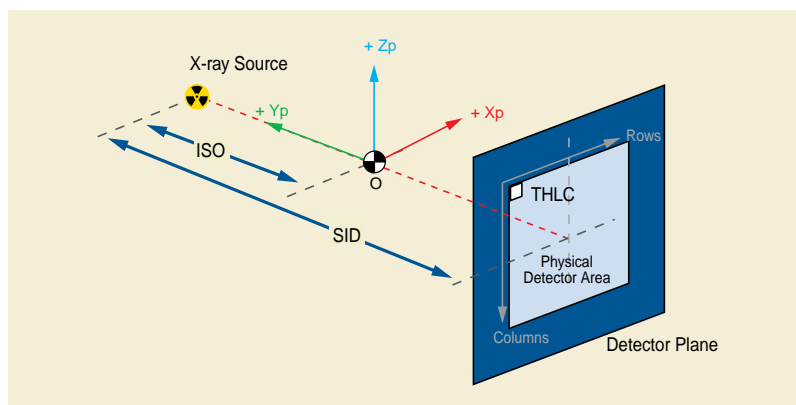 + Zp
X-ray Source
+ Yp
+ Xp
Rows
ISO
O
THLC
SID
Physical
Detector Area
Columns
Detector Plane